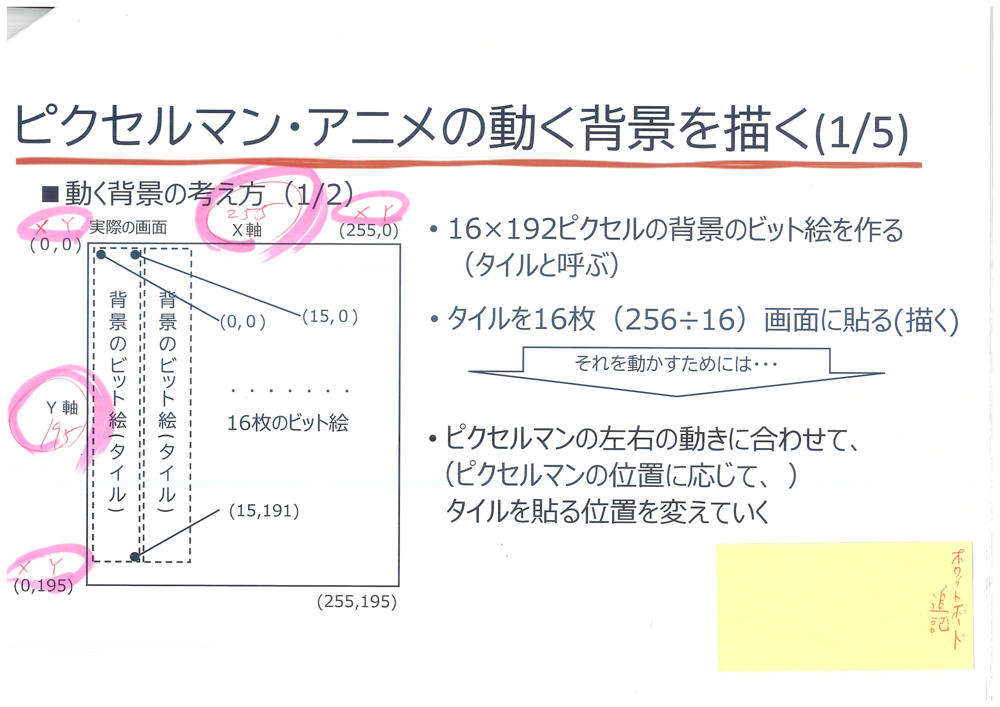 ピクセルマン・アニメの動く背景を描く(1/5)
■動く背景の考え方（1/2）
255
X Y
X Y
実際の画面
X 軸
(255,0)
(0,0)
背景のビット絵(タイル)
背景のビット絵(タイル)
(0,0)
(15,0)
Y 軸
195
・・・・・・・
16枚のビット絵
(15,191)
X Y
(0,195)
(255,195)
・16×192ピクセルの背景のビット絵を作る
（タイルと呼ぶ）
・タイルを16枚（256÷16）画面に貼る(描く)
それを動かすためには・・・
・ピクセルマンの左右の動きに合わせて、
(ピクセルマンの位置に応じて、)
タイルを貼る位置を変えていく
ホワイトボード
追記